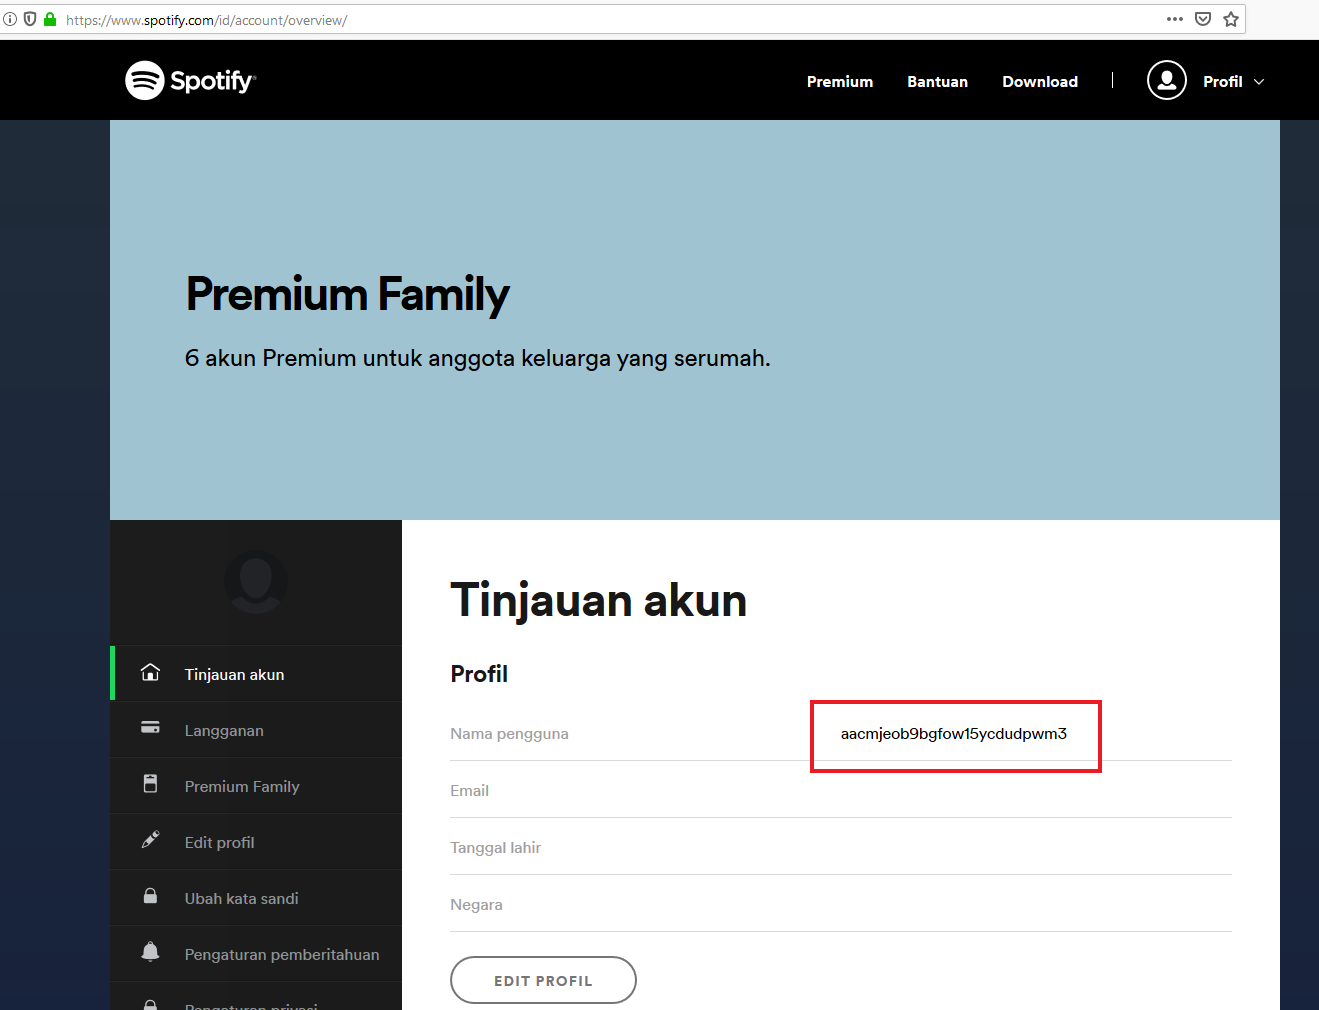 https://www.spotify.com/id/account/overview/
Spotify®
Premium
Bantuan
Download
Profil
Premium Family
6 akun Premium untuk anggota keluarga yang serumah.
Tinjauan akun
Langganan
Premium Family
Edit profil
Ubah kata sandi
Pengaturan pemberitahuan
Pengaturan privasi
Tinjauan akun
Profil
Nama pengguna aacmjeob9bgfow15ycdudpwm3
Email
Tanggal lahir
Negara
EDIT PROFIL